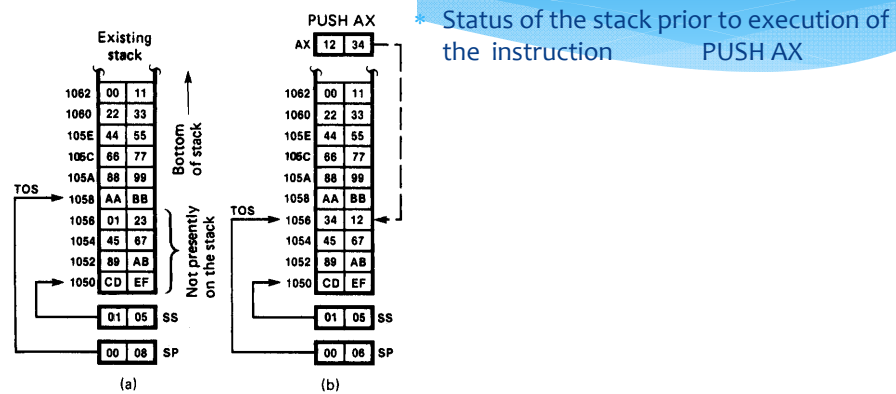 Existing
stack
1062 00 11
1060 22 33
105E 44 55
105C 66 77
105A 88 99
TOS 1058 AA BB
1056 01 23
1054 45 67
1052 89 AB
1050 CD EF
Bottom
of stack
Not presently
on the stack
01 05 SS
00 08 SP
(a)
PUSH AX
AX 12 34
1062 00 11
1060 22 33
105E 44 55
105C 66 77
105A 88 99
1058 AA BB
TOS 1056 34 12
1054 45 67
1052 89 AB
1050 CD EF
01 05 SS
00 06 SP
(b)
* Status of the stack prior to execution of
the instruction PUSH AX